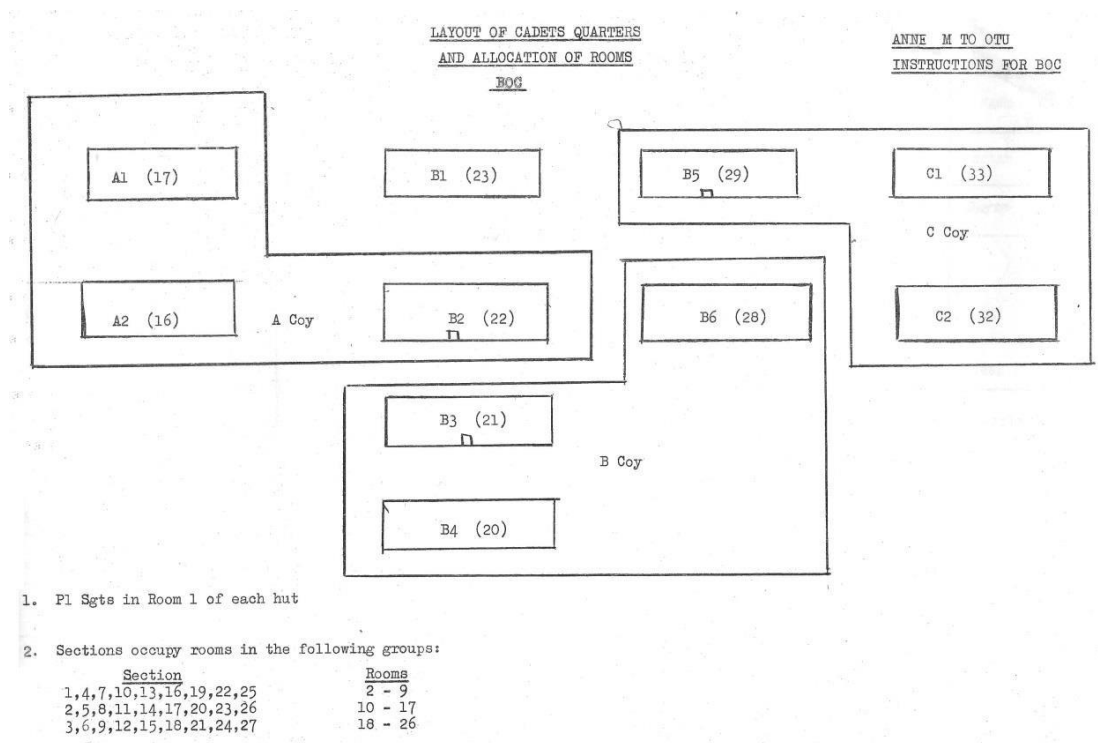 LAYOUT OF CADETS QUARTERS
AND ALLOCATION OF ROOMS
BOC
ANNE M TO OTU
INSTRUCTIONS FOR BOC
A1 (17)
B1 (23)
B5 (29)
C1 (33)
C Coy
A2 (16)
A Coy
B2 (22)
B6 (28)
C2 (32)
B3 (21)
B Coy
B4 (20)
1. Pl Sgts in Room 1 of each hut
2. Sections occupy rooms in the following groups:
Section Rooms
1,4,7,10,13,16,19,22,25 2 - 9
2,5,8,11,14,17,20,23,26 10 - 17
3,6,9,12,15,18,21,24,27 18 - 26